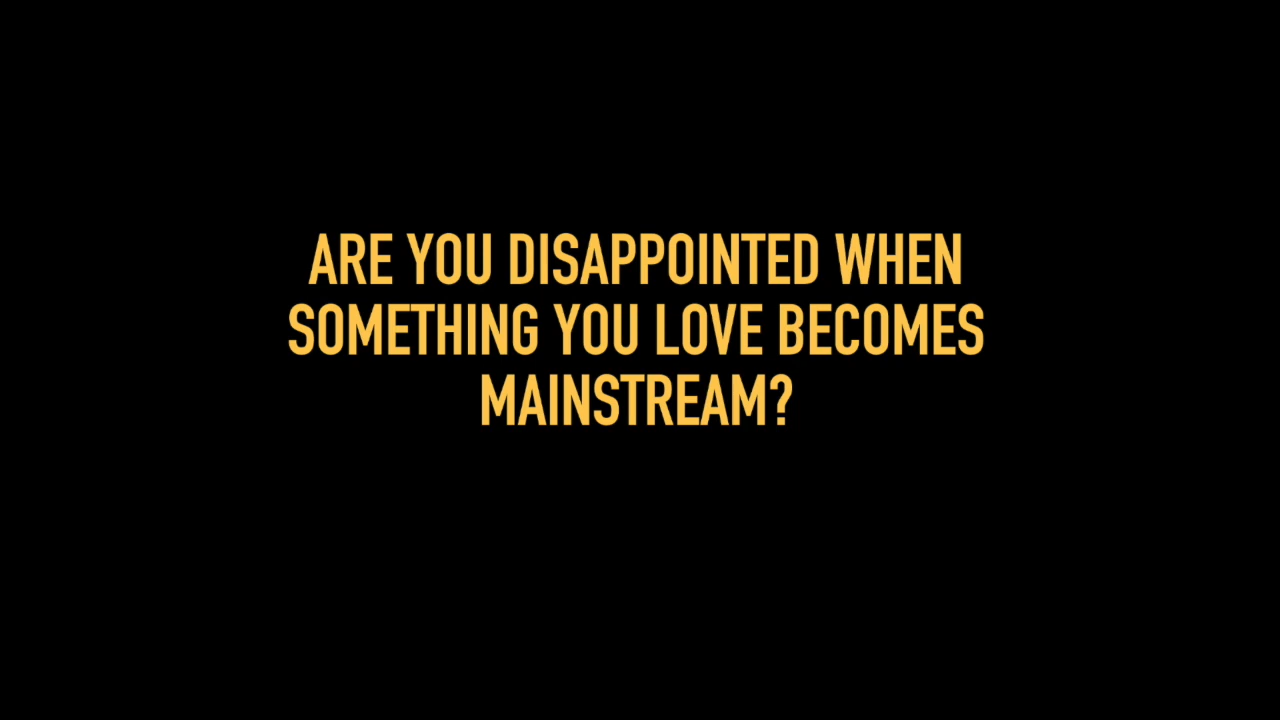 ARE YOU DISAPPOINTED WHEN
SOMETHING YOU LOVE BECOMES
MAINSTREAM?